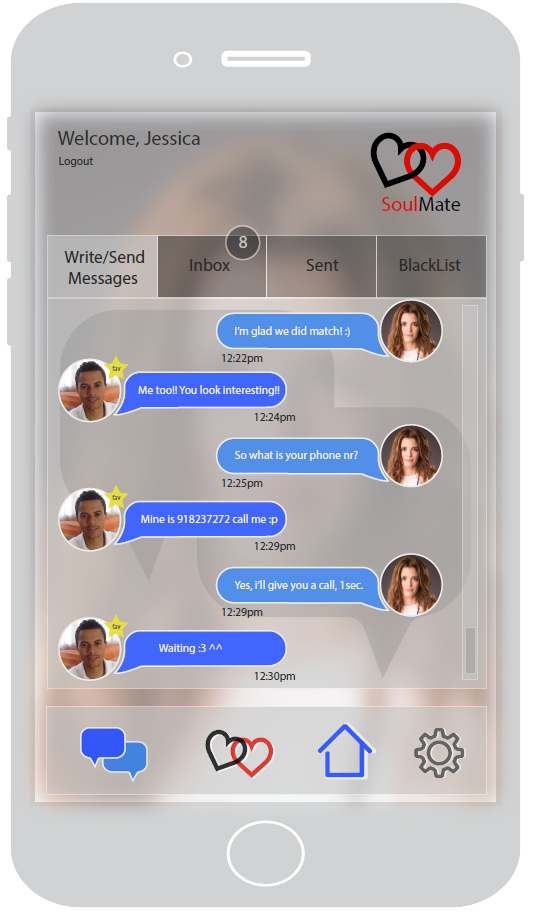 Welcome, Jessica
Logout
SoulMate
Write/Send
Messages
Inbox
8
Sent
BlackList
I'm glad we did match! :)
12:22pm
fav
Me too!! You look interesting!!
12:24pm
So what is your phone nr?
12:25pm
fav
Mine is 918237272 call me :p
12:29pm
Yes, i'll give you a call, 1sec.
12:29pm
fav
Waiting :3 ^^
12:30pm